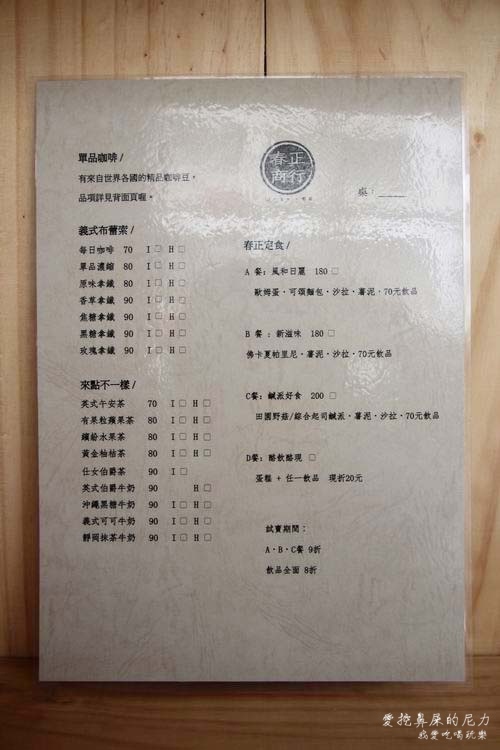 春正商行
桌：
單品咖啡 /
有來自世界各國的精品咖啡豆，
品項詳見背面頁喔。
義式布蕾索 /
每日咖啡 70 I □ H □
單品濃縮 80 I □ H □
原味拿鐵 80 I □ H □
香草拿鐵 90 I □ H □
焦糖拿鐵 90 I □ H □
黑糖拿鐵 90 I □ H □
玫瑰拿鐵 90 I □ H □
來點不一樣 /
英式午安茶 70 I □ H □
有果粒蘋果茶 80 I □ H □
繽紛水果茶 80 I □ H □
黃金柚桔茶 80 I □ H □
仕女伯爵茶 90 I □
英式伯爵牛奶 90 H □
沖繩黑糖牛奶 90 I □ H □
義式可可牛奶 90 I □ H □
靜岡抹茶牛奶 90 I □ H □
春正定食 /
A 餐：風和日麗 180 □
歐姆蛋．可頌麵包．沙拉．薯泥．70元飲品
B 餐：新滋味 180 □
佛卡夏帕里尼．薯泥．沙拉．70元飲品
C餐：鹹派好食 200 □
田園野菇/綜合起司鹹派．薯泥．沙拉．70元飲品
D餐：酪飲酪現 □
蛋糕 + 任一飲品 現折20元
試賣期間：
A．B．C餐 9折
飲品全面 8折
愛挖鼻屎的尼力
我愛吃喝玩樂